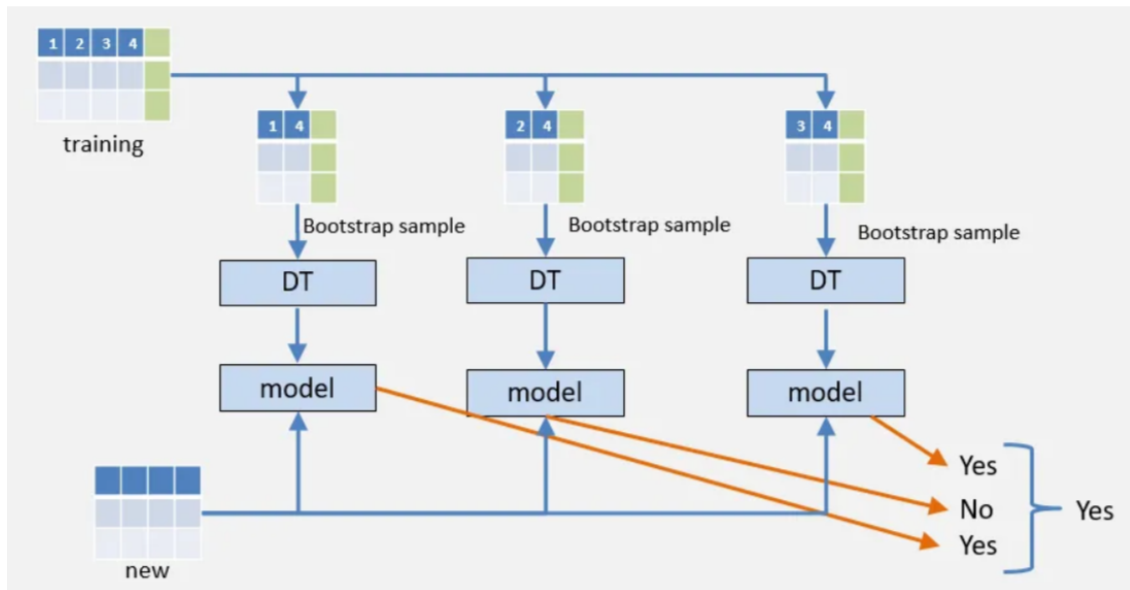 1 2 3 4
training
1 4
2 4
3 4
Bootstrap sample
Bootstrap sample
Bootstrap sample
DT
DT
DT
model
model
model
Yes
No
Yes
Yes
new